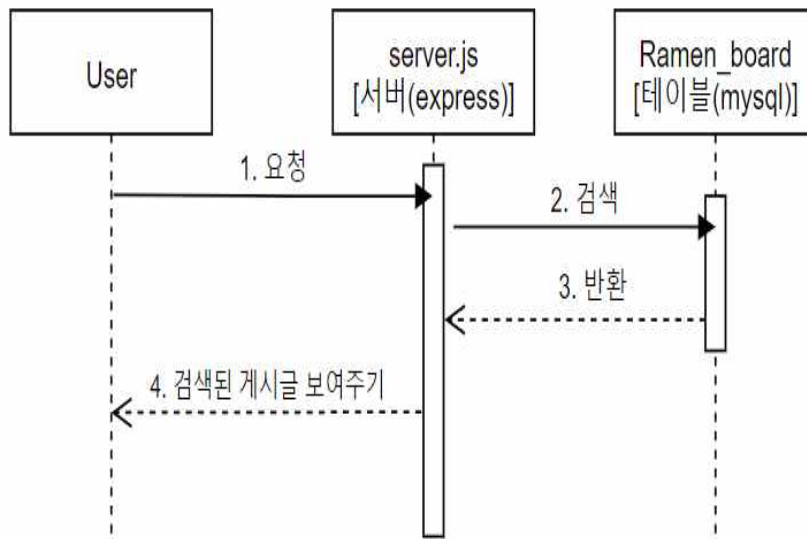 User
server.js
[서버(express)]
Ramen_board
[테이블(mysql)]
1. 요청
2. 검색
3. 반환
4. 검색된 게시글 보여주기